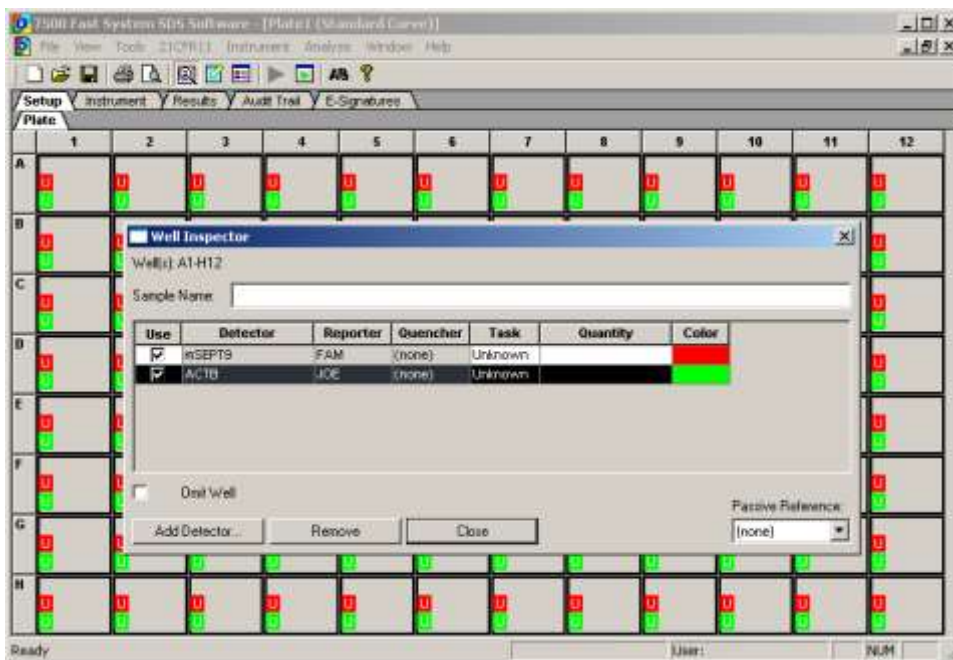 7500 Fast System SDS Software - [Plate1 (Standard Curve)]
File View Tools 21CFR11 Instrument Analysis Window Help
Setup Instrument Results Audit Trail E-Signatures
Plate
1 2 3 4 5 6 7 8 9 10 11 12
A
U U U U U U U U U U U U
U U U U U U U U U U U U
B
U U
U
Well Inspector
Well(s): A1-H12
Sample Name:
C
U U
U
Use Detector Reporter Quencher Task Quantity Color
mSEPT9 FAM (none) Unknown
ACTB JOE (none) Unknown
D
U U
U
E
U U
U
F
U U
U
Omit Well
Passive Reference:
Add Detector... Remove Close (none)
G
U U
U U U U U U U U U U U U
H
U U U U U U U U U U U U
U U U U U U U U U U U U
Ready User: NUM